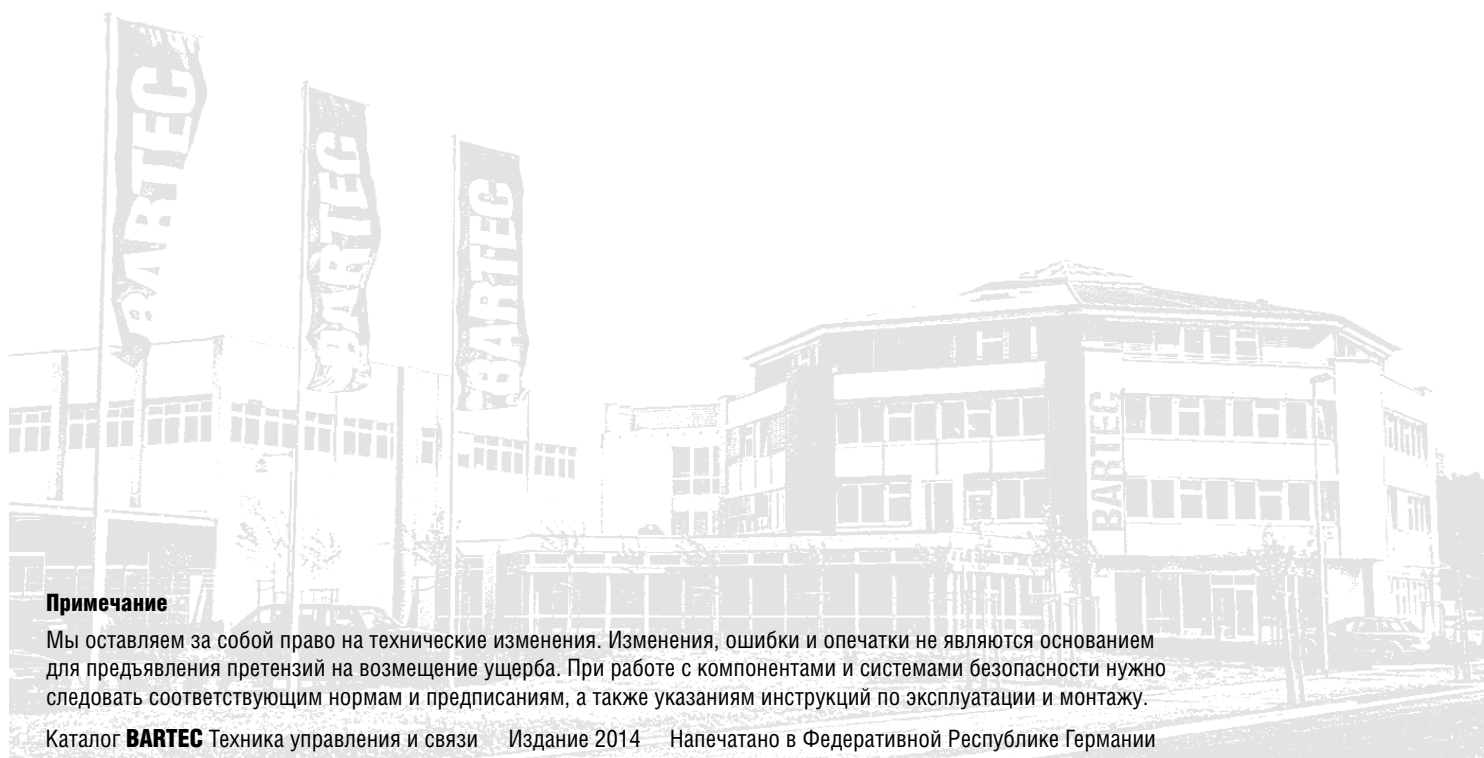 BARTEC
BARTEC
BARTEC
BARTEC
Примечание
Мы оставляем за собой право на технические изменения. Изменения, ошибки и опечатки не являются основанием
для предъявления претензий на возмещение ущерба. При работе с компонентами и системами безопасности нужно
следовать соответствующим нормам и предписаниям, а также указаниям инструкций по эксплуатации и монтажу.
Каталог BARTEC Техника управления и связи Издание 2014 Напечатано в Федеративной Республике Германии